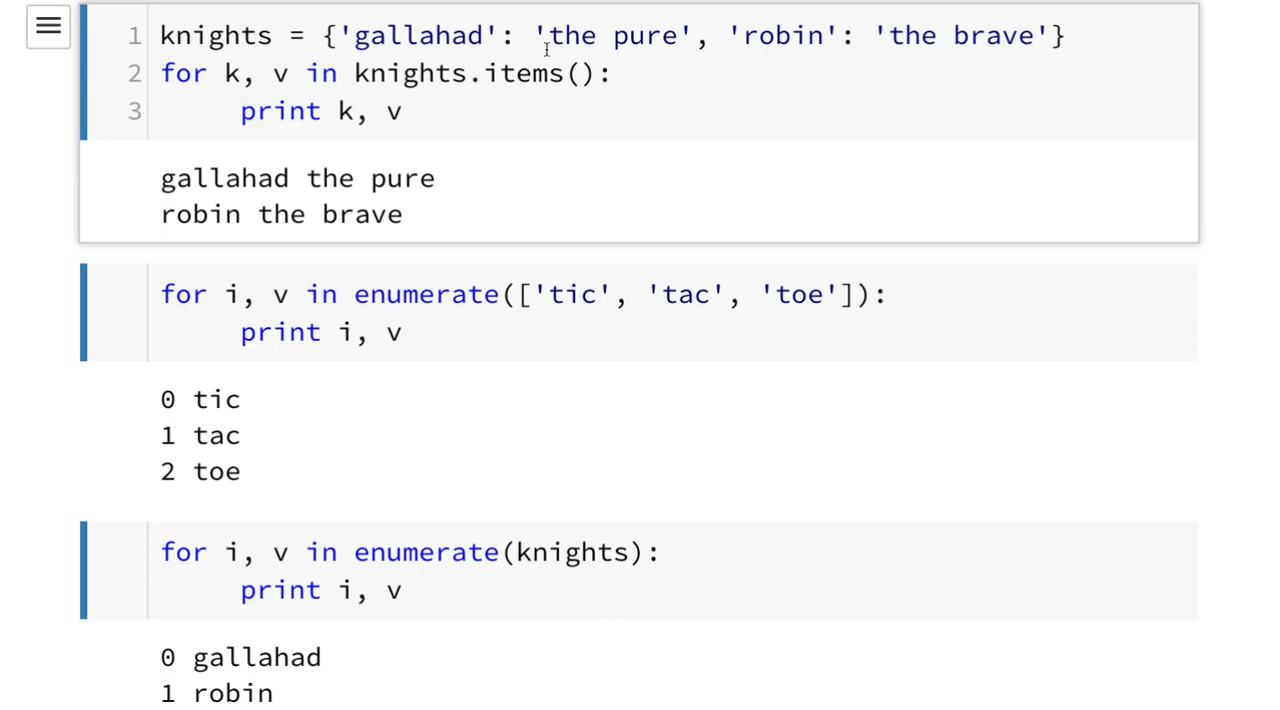 1 knights = {'gallahad': 'the pure', 'robin': 'the brave'}
2 for k, v in knights.items():
3 print k, v
gallahad the pure
robin the brave
for i, v in enumerate(['tic', 'tac', 'toe']):
print i, v
0 tic
1 tac
2 toe
for i, v in enumerate(knights):
print i, v
0 gallahad
1 robin